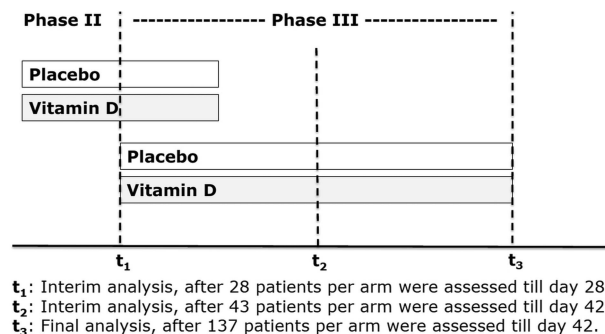 Phase II ---------------- Phase III ----------------
Placebo
Vitamin D
Placebo
Vitamin D
t₁ t₂ t₃
t₁: Interim analysis, after 28 patients per arm were assessed till day 28
t₂: Interim analysis, after 43 patients per arm were assessed till day 42
t₃: Final analysis, after 137 patients per arm were assessed till day 42.